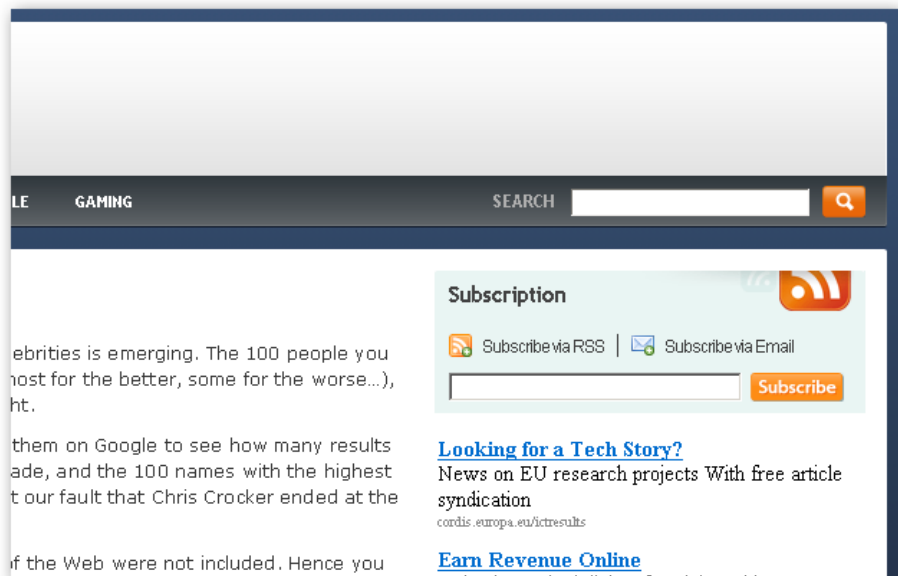 LE GAMING SEARCH
Subscription
Subscribe via RSS | Subscribe via Email
Subscribe
ebrities is emerging. The 100 people you
most for the better, some for the worse...),
ht.
them on Google to see how many results
ade, and the 100 names with the highest
t our fault that Chris Crocker ended at the
of the Web were not included. Hence you
Looking for a Tech Story?
News on EU research projects With free article
syndication
cordis.europa.eu/ictresults
Earn Revenue Online